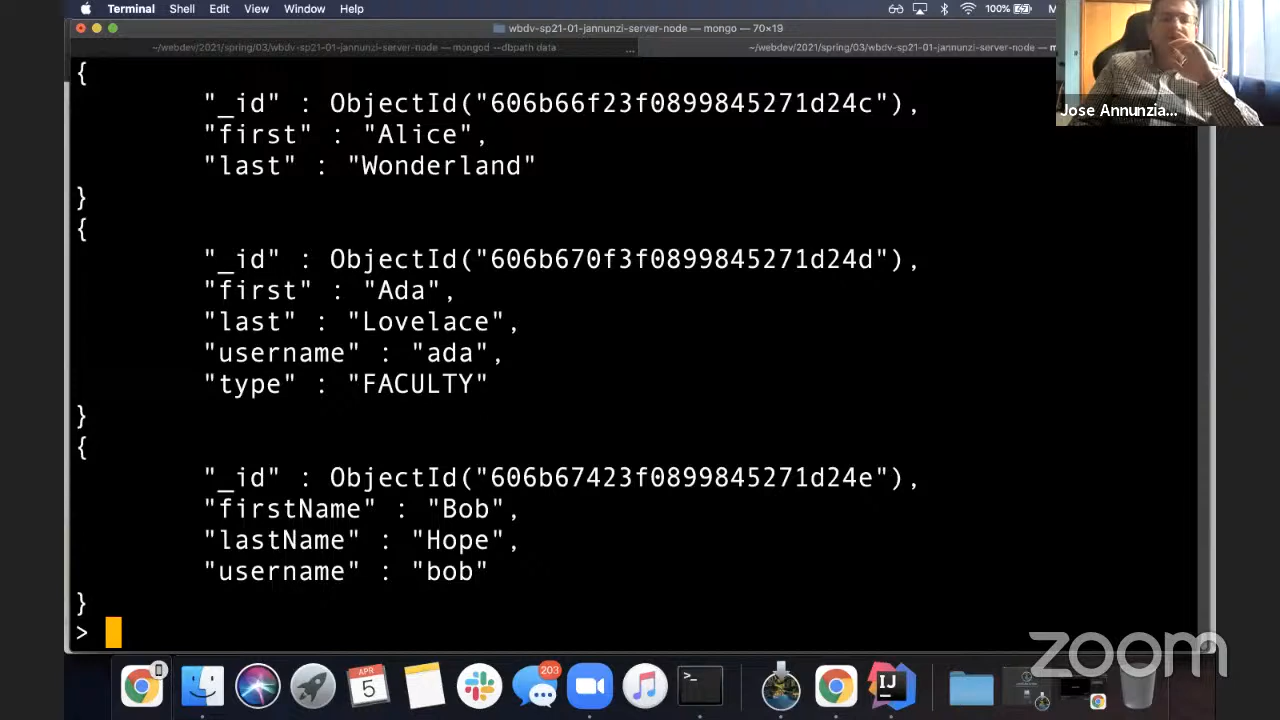 Terminal Shell Edit View Window Help 100%
wbdv-sp21-01-jannunzi-server-node — mongo — 70×19
~/webdev/2021/spring/03/wbdv-sp21-01-jannunzi-server-node — mongod --dbpath data ... ~/webdev/2021/spring/03/wbdv-sp21-01-jannunzi-server-node —
Jose Annunzia...
{
"_id" : ObjectId("606b66f23f0899845271d24c"),
"first" : "Alice",
"last" : "Wonderland"
}
{
"_id" : ObjectId("606b670f3f0899845271d24d"),
"first" : "Ada",
"last" : "Lovelace",
"username" : "ada",
"type" : "FACULTY"
}
{
"_id" : ObjectId("606b67423f0899845271d24e"),
"firstName" : "Bob",
"lastName" : "Hope",
"username" : "bob"
}
>
zoom
APR
5
203
>_
IJ